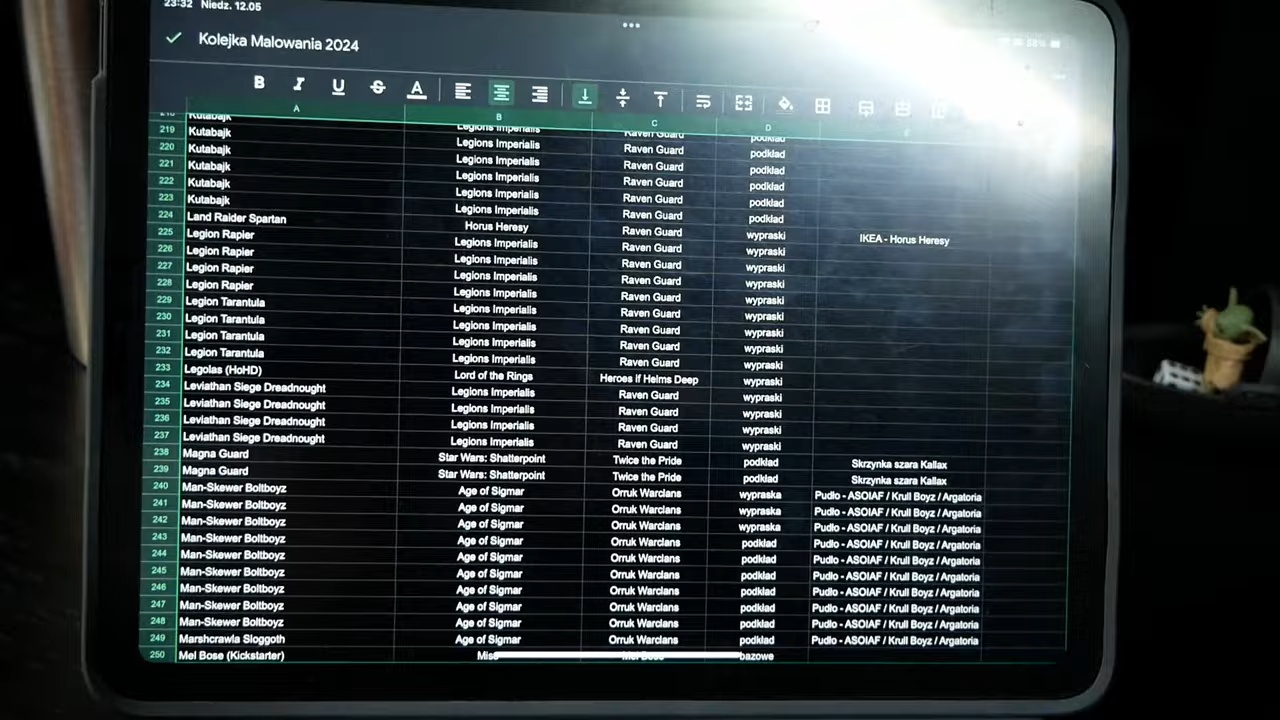 23:32 Niedz. 12.05
Kolejka Malowania 2024
B I U S A
A B C D E
218 Kutabajk Legions Imperialis Raven Guard podkład
219 Kutabajk Legions Imperialis Raven Guard podkład
220 Kutabajk Legions Imperialis Raven Guard podkład
221 Kutabajk Legions Imperialis Raven Guard podkład
222 Kutabajk Legions Imperialis Raven Guard podkład
223 Kutabajk Legions Imperialis Raven Guard podkład
224 Land Raider Spartan Horus Heresy Raven Guard wypraski IKEA - Horus Heresy
225 Legion Rapier Legions Imperialis Raven Guard wypraski
226 Legion Rapier Legions Imperialis Raven Guard wypraski
227 Legion Rapier Legions Imperialis Raven Guard wypraski
228 Legion Rapier Legions Imperialis Raven Guard wypraski
229 Legion Tarantula Legions Imperialis Raven Guard wypraski
230 Legion Tarantula Legions Imperialis Raven Guard wypraski
231 Legion Tarantula Legions Imperialis Raven Guard wypraski
232 Legion Tarantula Legions Imperialis Raven Guard wypraski
233 Legolas (HoHD) Lord of the Rings Heroes if Helms Deep wypraski
234 Leviathan Siege Dreadnought Legions Imperialis Raven Guard wypraski
235 Leviathan Siege Dreadnought Legions Imperialis Raven Guard wypraski
236 Leviathan Siege Dreadnought Legions Imperialis Raven Guard wypraski
237 Leviathan Siege Dreadnought Legions Imperialis Raven Guard wypraski
238 Magna Guard Star Wars: Shatterpoint Twice the Pride podkład Skrzynka szara Kallax
239 Magna Guard Star Wars: Shatterpoint Twice the Pride podkład Skrzynka szara Kallax
240 Man-Skewer Boltboyz Age of Sigmar Orruk Warclans wypraska Pudło - ASOIAF / Krull Boyz / Argatoria
241 Man-Skewer Boltboyz Age of Sigmar Orruk Warclans wypraska Pudło - ASOIAF / Krull Boyz / Argatoria
242 Man-Skewer Boltboyz Age of Sigmar Orruk Warclans wypraska Pudło - ASOIAF / Krull Boyz / Argatoria
243 Man-Skewer Boltboyz Age of Sigmar Orruk Warclans podkład Pudło - ASOIAF / Krull Boyz / Argatoria
244 Man-Skewer Boltboyz Age of Sigmar Orruk Warclans podkład Pudło - ASOIAF / Krull Boyz / Argatoria
245 Man-Skewer Boltboyz Age of Sigmar Orruk Warclans podkład Pudło - ASOIAF / Krull Boyz / Argatoria
246 Man-Skewer Boltboyz Age of Sigmar Orruk Warclans podkład Pudło - ASOIAF / Krull Boyz / Argatoria
247 Man-Skewer Boltboyz Age of Sigmar Orruk Warclans podkład Pudło - ASOIAF / Krull Boyz / Argatoria
248 Man-Skewer Boltboyz Age of Sigmar Orruk Warclans podkład Pudło - ASOIAF / Krull Boyz / Argatoria
249 Marshcrawla Sloggoth Age of Sigmar Orruk Warclans podkład Pudło - ASOIAF / Krull Boyz / Argatoria
250 Mel Bose (Kickstarter) Mel Bose bazowe